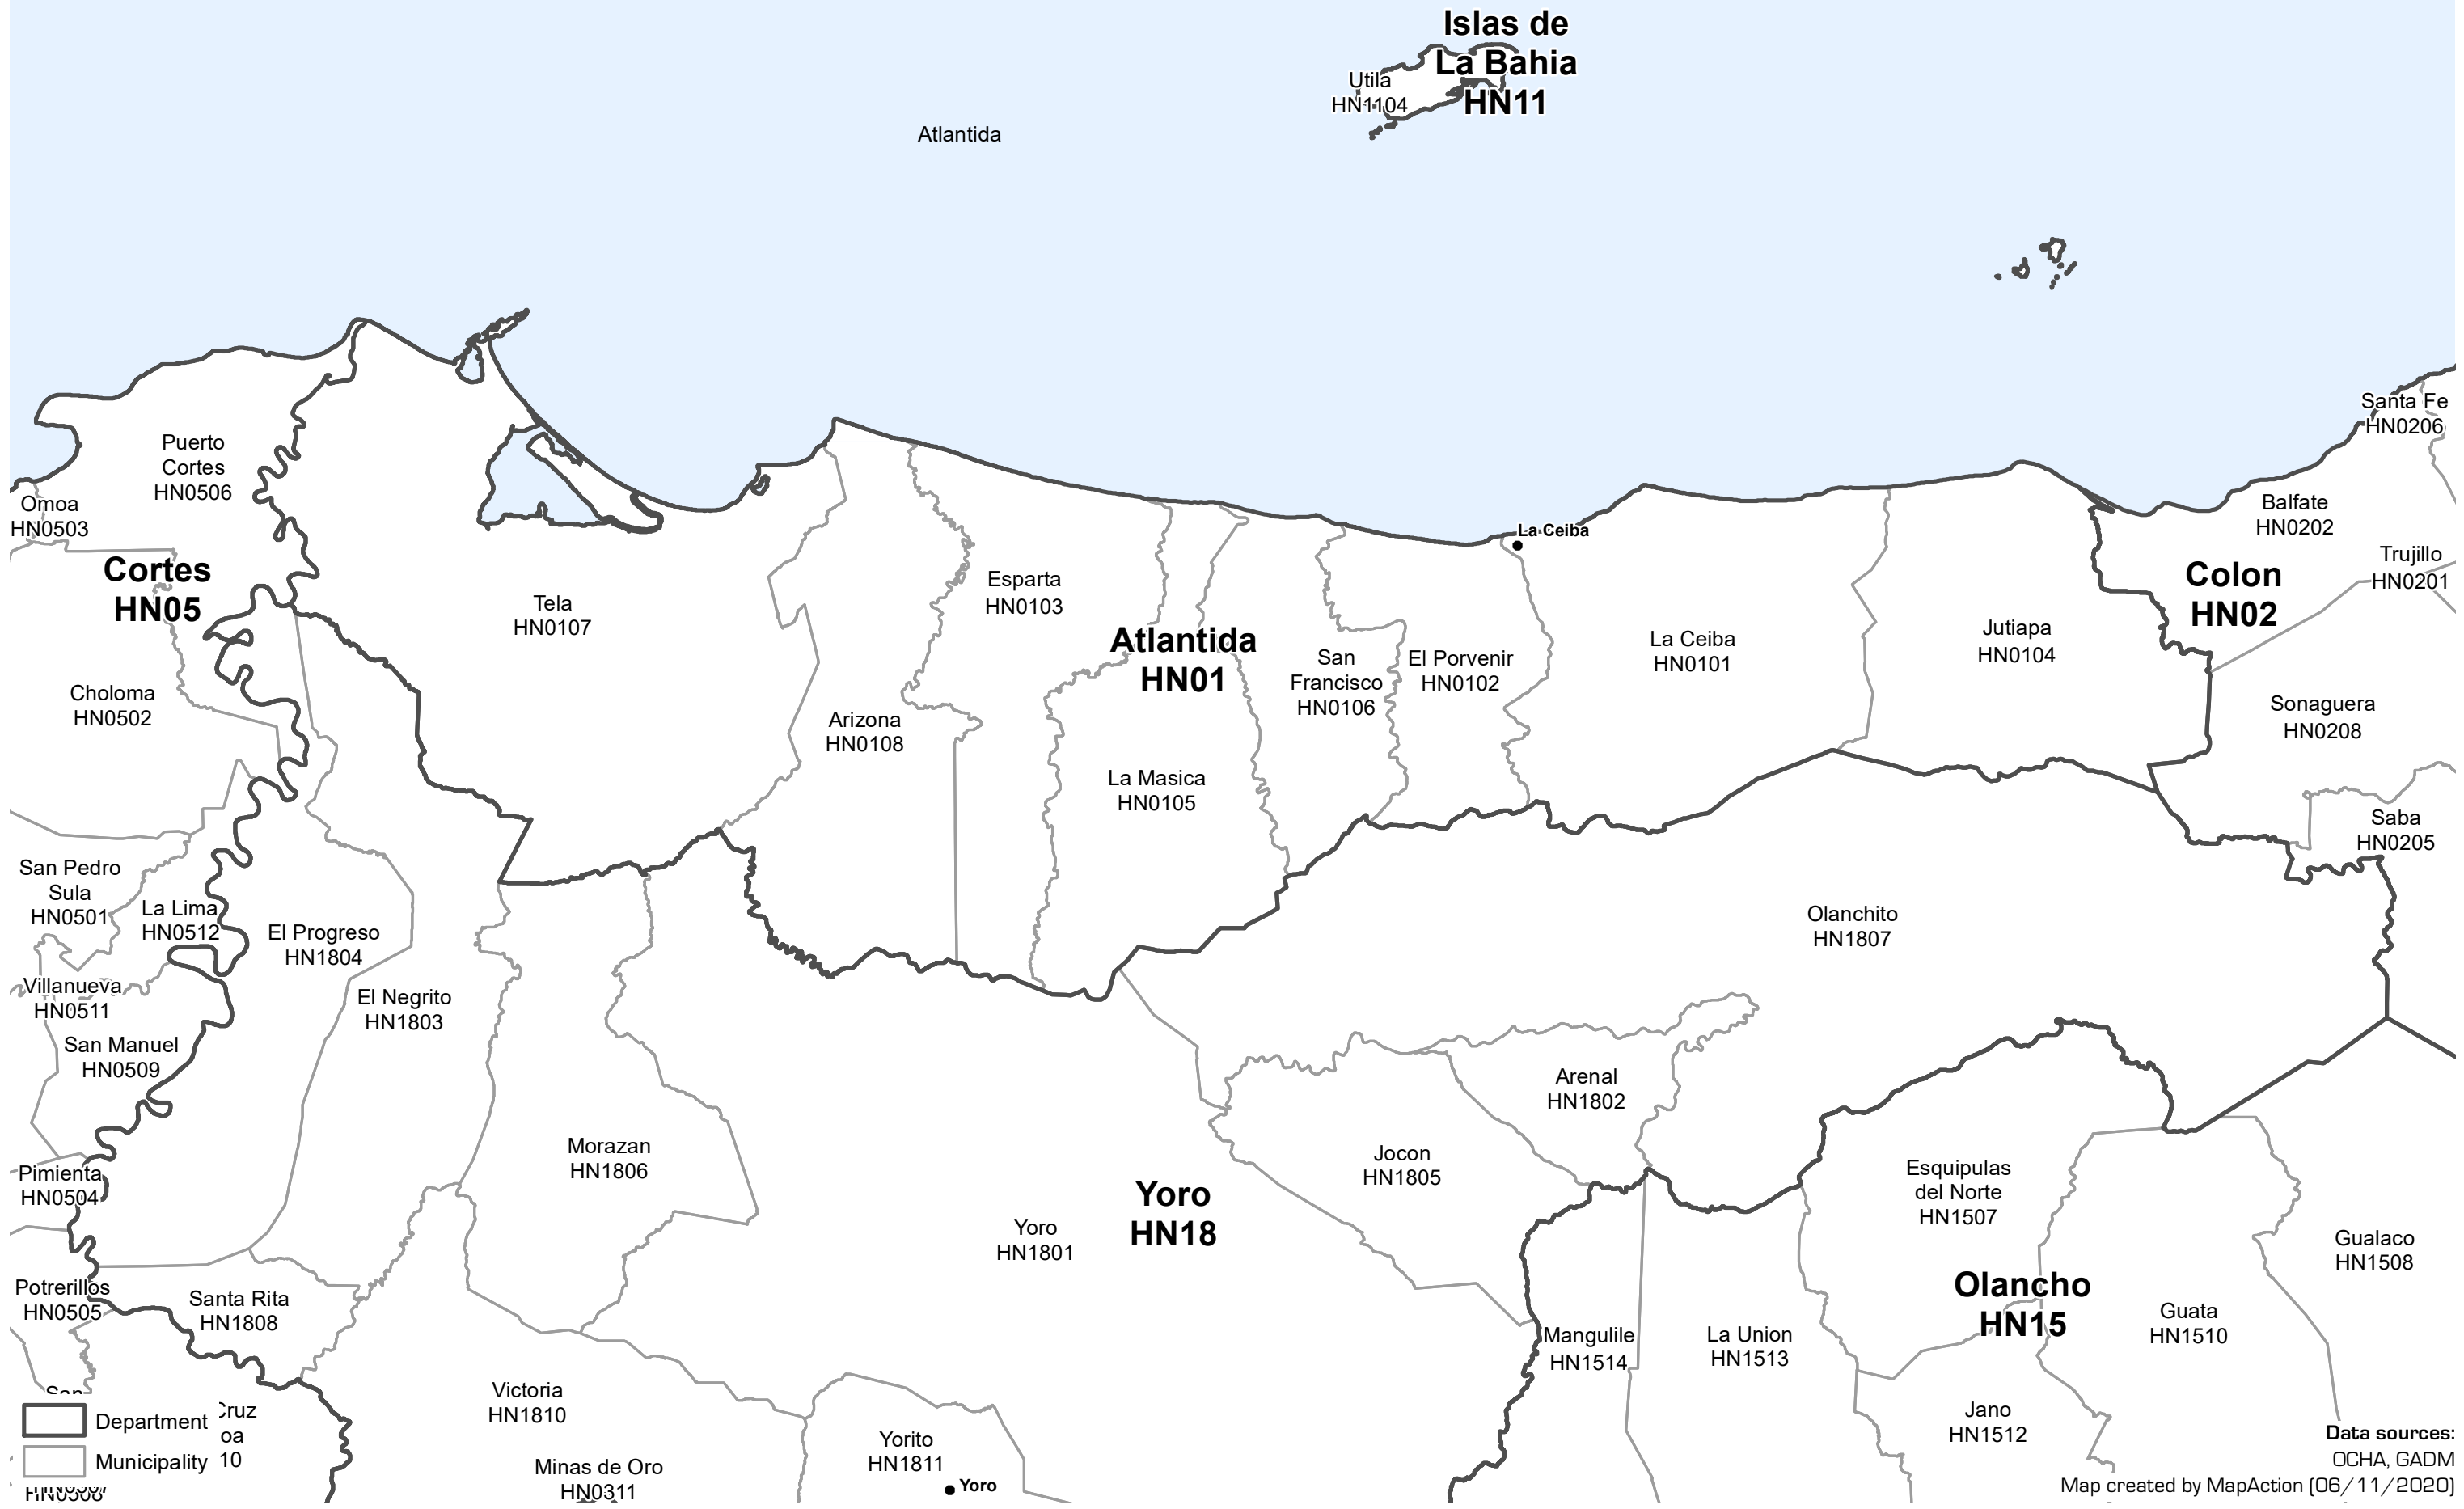 Islas de
La Bahia
HN11
Utila
HN1104
Atlantida
Santa Fe
HN0206
Puerto
Cortes
HN0506
Omoa
HN0503
Balfate
HN0202
La Ceiba
Trujillo
HN0201
Cortes
HN05
Colon
HN02
Esparta
HN0103
Tela
HN0107
Atlantida
HN01
La Ceiba
HN0101
Jutiapa
HN0104
San
Francisco
HN0106
El Porvenir
HN0102
Choloma
HN0502
Sonaguera
HN0208
Arizona
HN0108
La Masica
HN0105
Saba
HN0205
San Pedro
Sula
HN0501
La Lima
HN0512
El Progreso
HN1804
Olanchito
HN1807
Villanueva
HN0511
El Negrito
HN1803
San Manuel
HN0509
Arenal
HN1802
Morazan
HN1806
Jocon
HN1805
Pimienta
HN0504
Esquipulas
del Norte
HN1507
Yoro
HN18
Yoro
HN1801
Gualaco
HN1508
Potrerillos
HN0505
Santa Rita
HN1808
Olancho
HN15
Guata
HN1510
Mangulile
HN1514
La Union
HN1513
San
Victoria
HN1810
Jano
HN1512
Department
Municipality
Cruz
oa
10
Yorito
HN1811
Yoro
Minas de Oro
HN0311
Data sources:
OCHA, GADM
Map created by MapAction (06/11/2020)